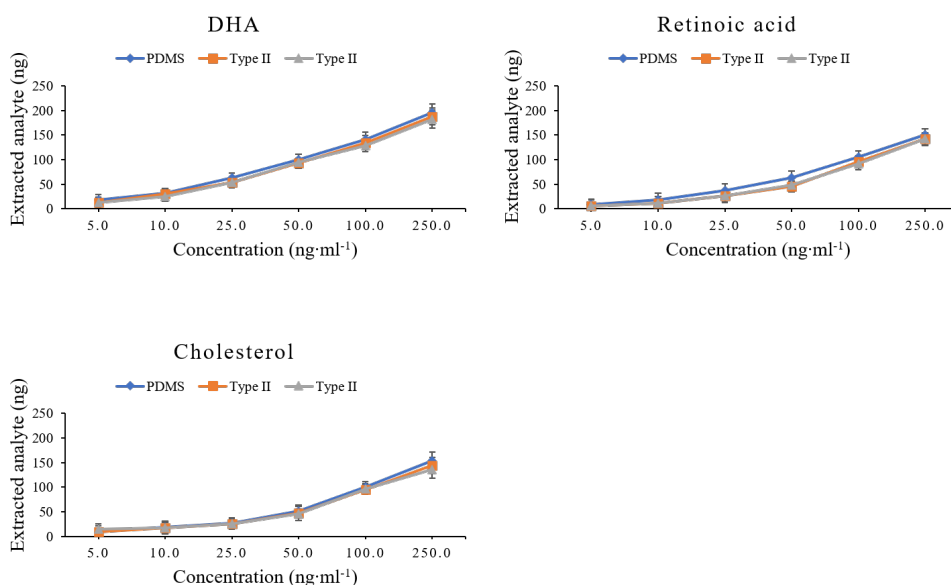 DHA
PDMS Type II Type II
Extracted analyte (ng)
250
200
150
100
50
0
5.0 10.0 25.0 50.0 100.0 250.0
Concentration (ng·ml⁻¹)
Retinoic acid
PDMS Type II Type II
Extracted analyte (ng)
250
200
150
100
50
0
5.0 10.0 25.0 50.0 100.0 250.0
Concentration (ng·ml⁻¹)
Cholesterol
PDMS Type II Type II
Extracted analyte (ng)
250
200
150
100
50
0
5.0 10.0 25.0 50.0 100.0 250.0
Concentration (ng·ml⁻¹)